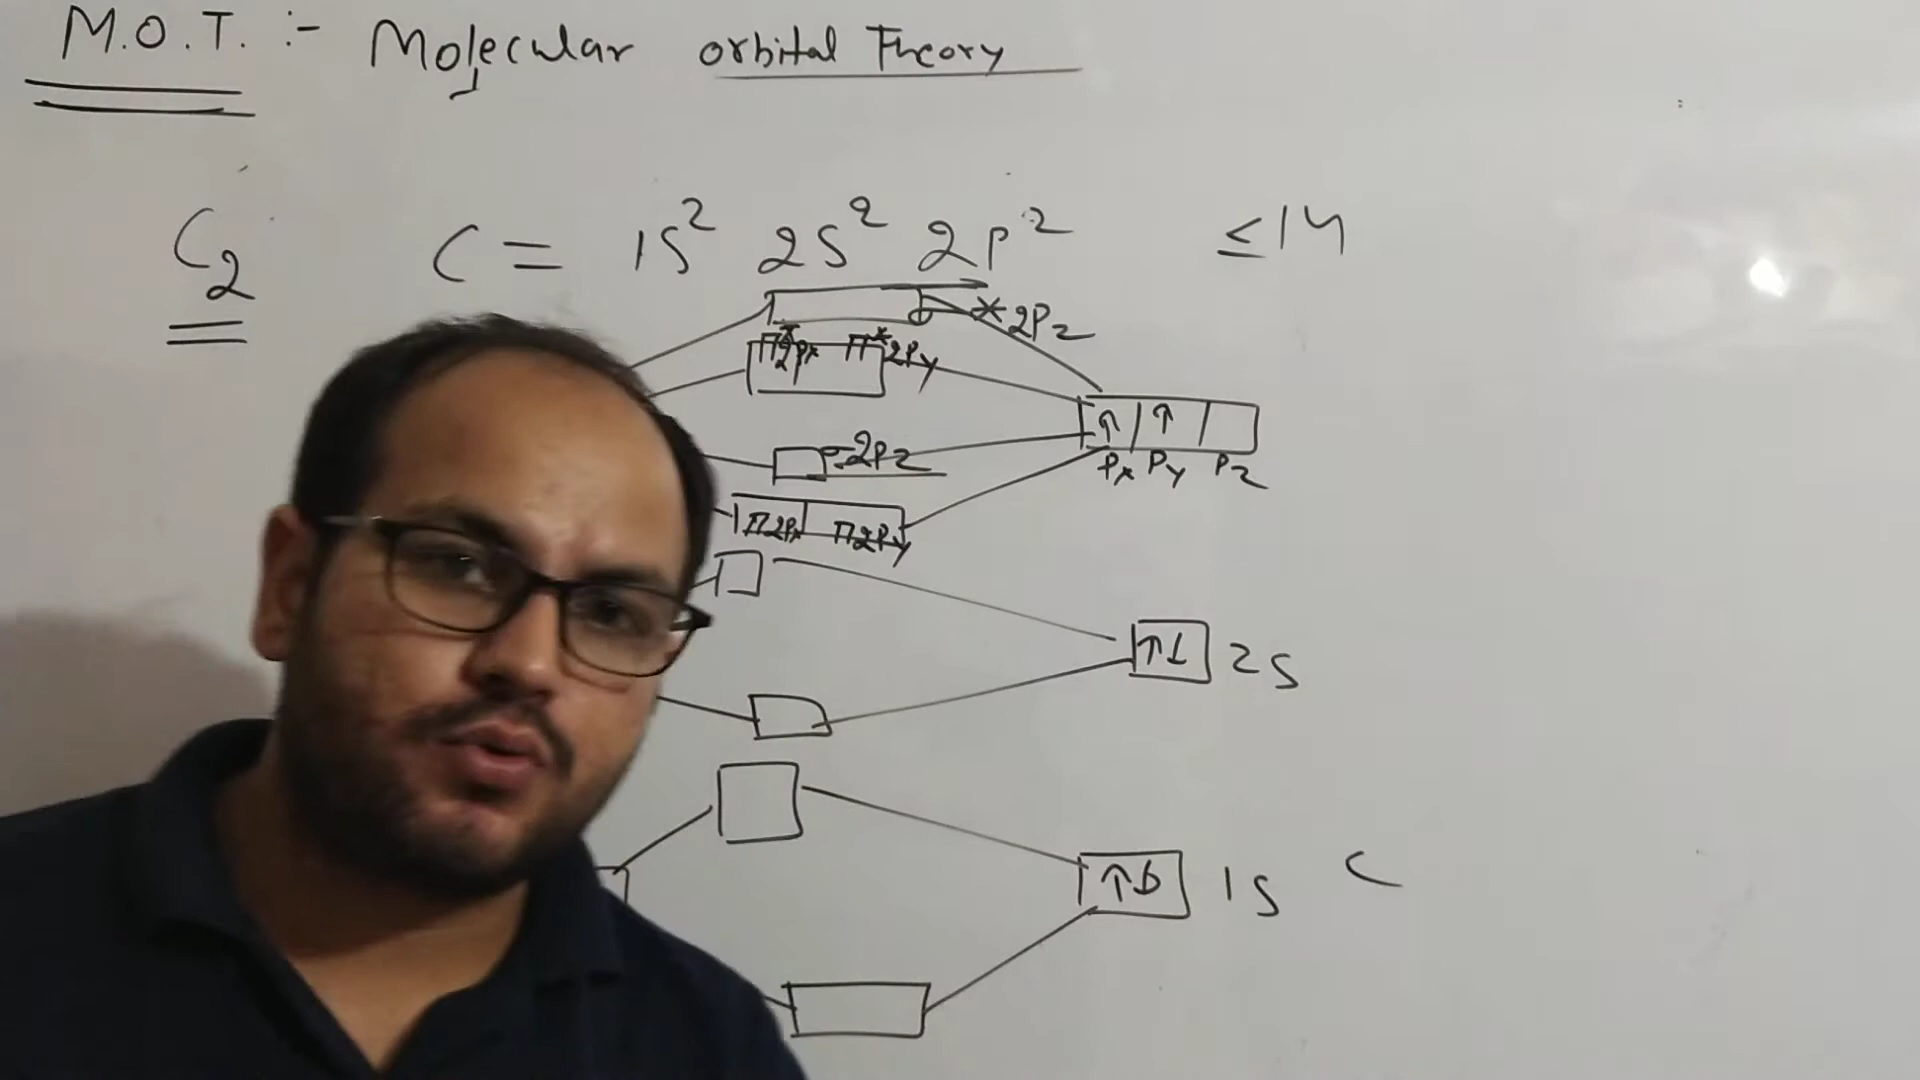 M.O.T. :- Molecular orbital Theory
C2 C = 1S² 2S² 2P² ≤14
σ* 2Pz
π*2Px π*2Py
↑ ↑
σ2Pz
Px Py Pz
π2Px π2Py
↑↓ 2S
↑↓ 1S C